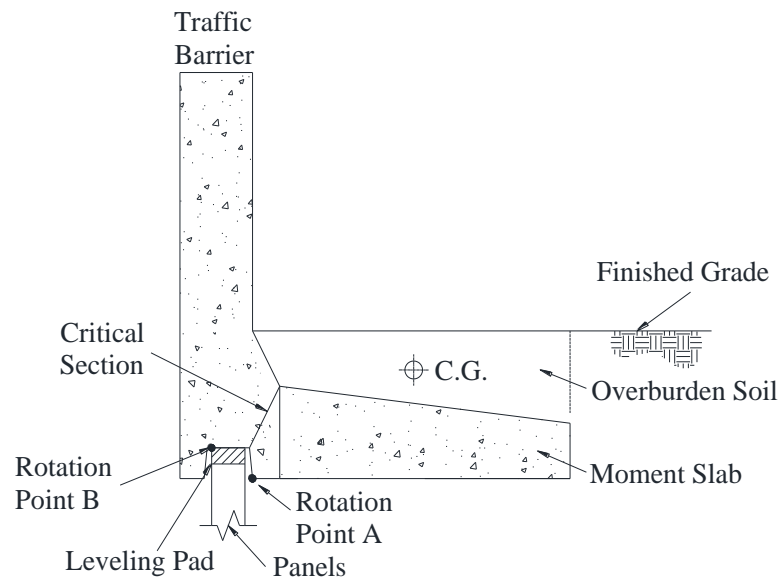 Traffic
Barrier
Finished Grade
Critical
Section
C.G.
Overburden Soil
Rotation
Point B
Moment Slab
Rotation
Point A
Leveling Pad
Panels